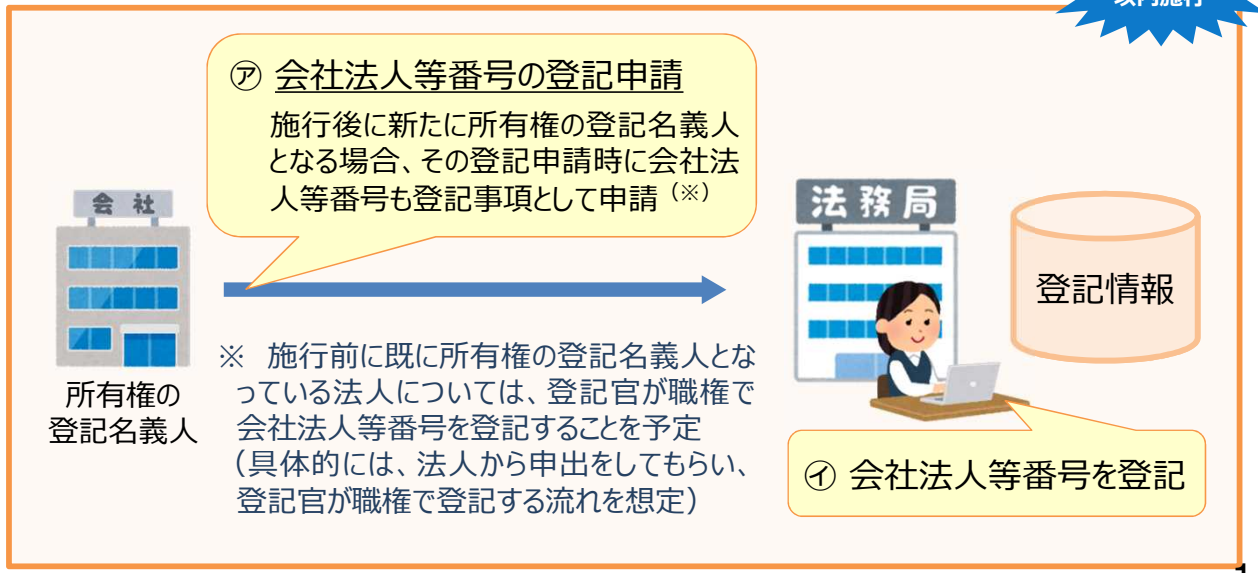 以内施行
㋐ 会社法人等番号の登記申請
施行後に新たに所有権の登記名義人
となる場合、その登記申請時に会社法
人等番号も登記事項として申請（※）
会社
法務局
登記情報
所有権の
登記名義人
※ 施行前に既に所有権の登記名義人とな
っている法人については、登記官が職権で
会社法人等番号を登記することを予定
（具体的には、法人から申出をしてもらい、
登記官が職権で登記する流れを想定）
㋑ 会社法人等番号を登記